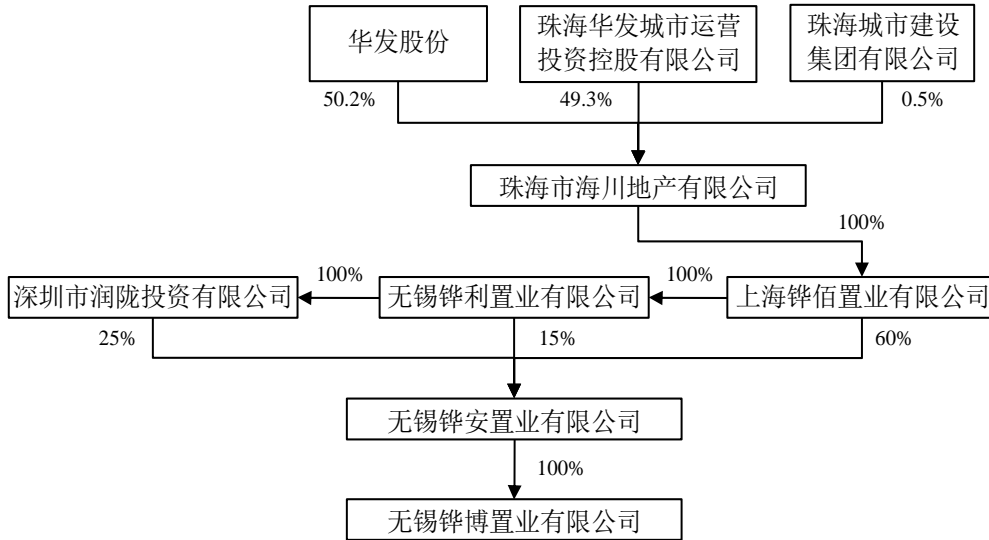 华发股份
珠海华发城市运营
投资控股有限公司
珠海城市建设
集团有限公司
50.2%
49.3%
0.5%
珠海市海川地产有限公司
100%
100%
100%
深圳市润陇投资有限公司
无锡铧利置业有限公司
上海铧佰置业有限公司
25%
15%
60%
无锡铧安置业有限公司
100%
无锡铧博置业有限公司